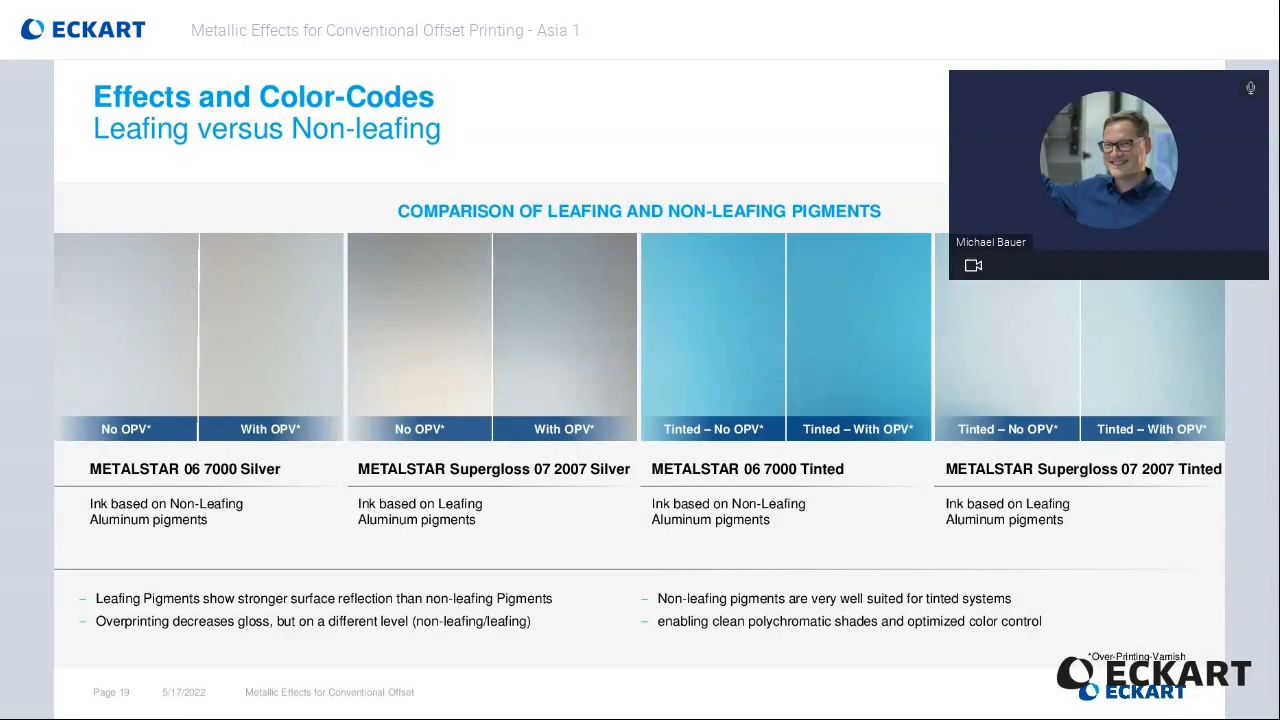 ECKART
Metallic Effects for Conventional Offset Printing - Asia 1
Effects and Color-Codes
Leafing versus Non-leafing
Michael Bauer
COMPARISON OF LEAFING AND NON-LEAFING PIGMENTS
No OPV*
With OPV*
No OPV*
With OPV*
Tinted – No OPV*
Tinted – With OPV*
Tinted – No OPV*
Tinted – With OPV*
METALSTAR 06 7000 Silver
Ink based on Non-Leafing
Aluminum pigments
METALSTAR Supergloss 07 2007 Silver
Ink based on Leafing
Aluminum pigments
METALSTAR 06 7000 Tinted
Ink based on Non-Leafing
Aluminum pigments
METALSTAR Supergloss 07 2007 Tinted
Ink based on Leafing
Aluminum pigments
– Leafing Pigments show stronger surface reflection than non-leafing Pigments
– Overprinting decreases gloss, but on a different level (non-leafing/leafing)
– Non-leafing pigments are very well suited for tinted systems
– enabling clean polychromatic shades and optimized color control
*Over-Printing-Varnish
ECKART
ECKART
Page 19
5/17/2022
Metallic Effects for Conventional Offset